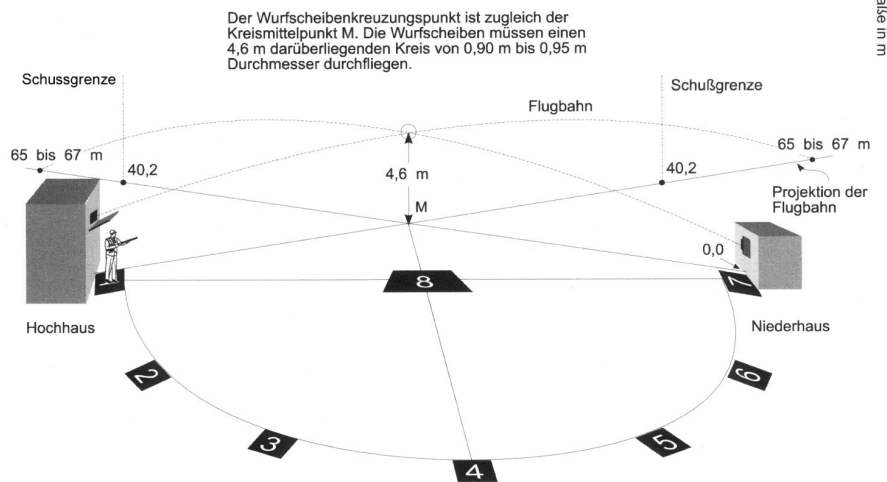 Der Wurfscheibenkreuzungspunkt ist zugleich der
Kreismittelpunkt M. Die Wurfscheiben müssen einen
4,6 m darüberliegenden Kreis von 0,90 m bis 0,95 m
Durchmesser durchfliegen.
Schussgrenze
Schußgrenze
Flugbahn
65 bis 67 m
65 bis 67 m
40,2
40,2
4,6 m
Projektion der
Flugbahn
M
0,0
8
7
Hochhaus
Niederhaus
2
6
3
5
4
in m